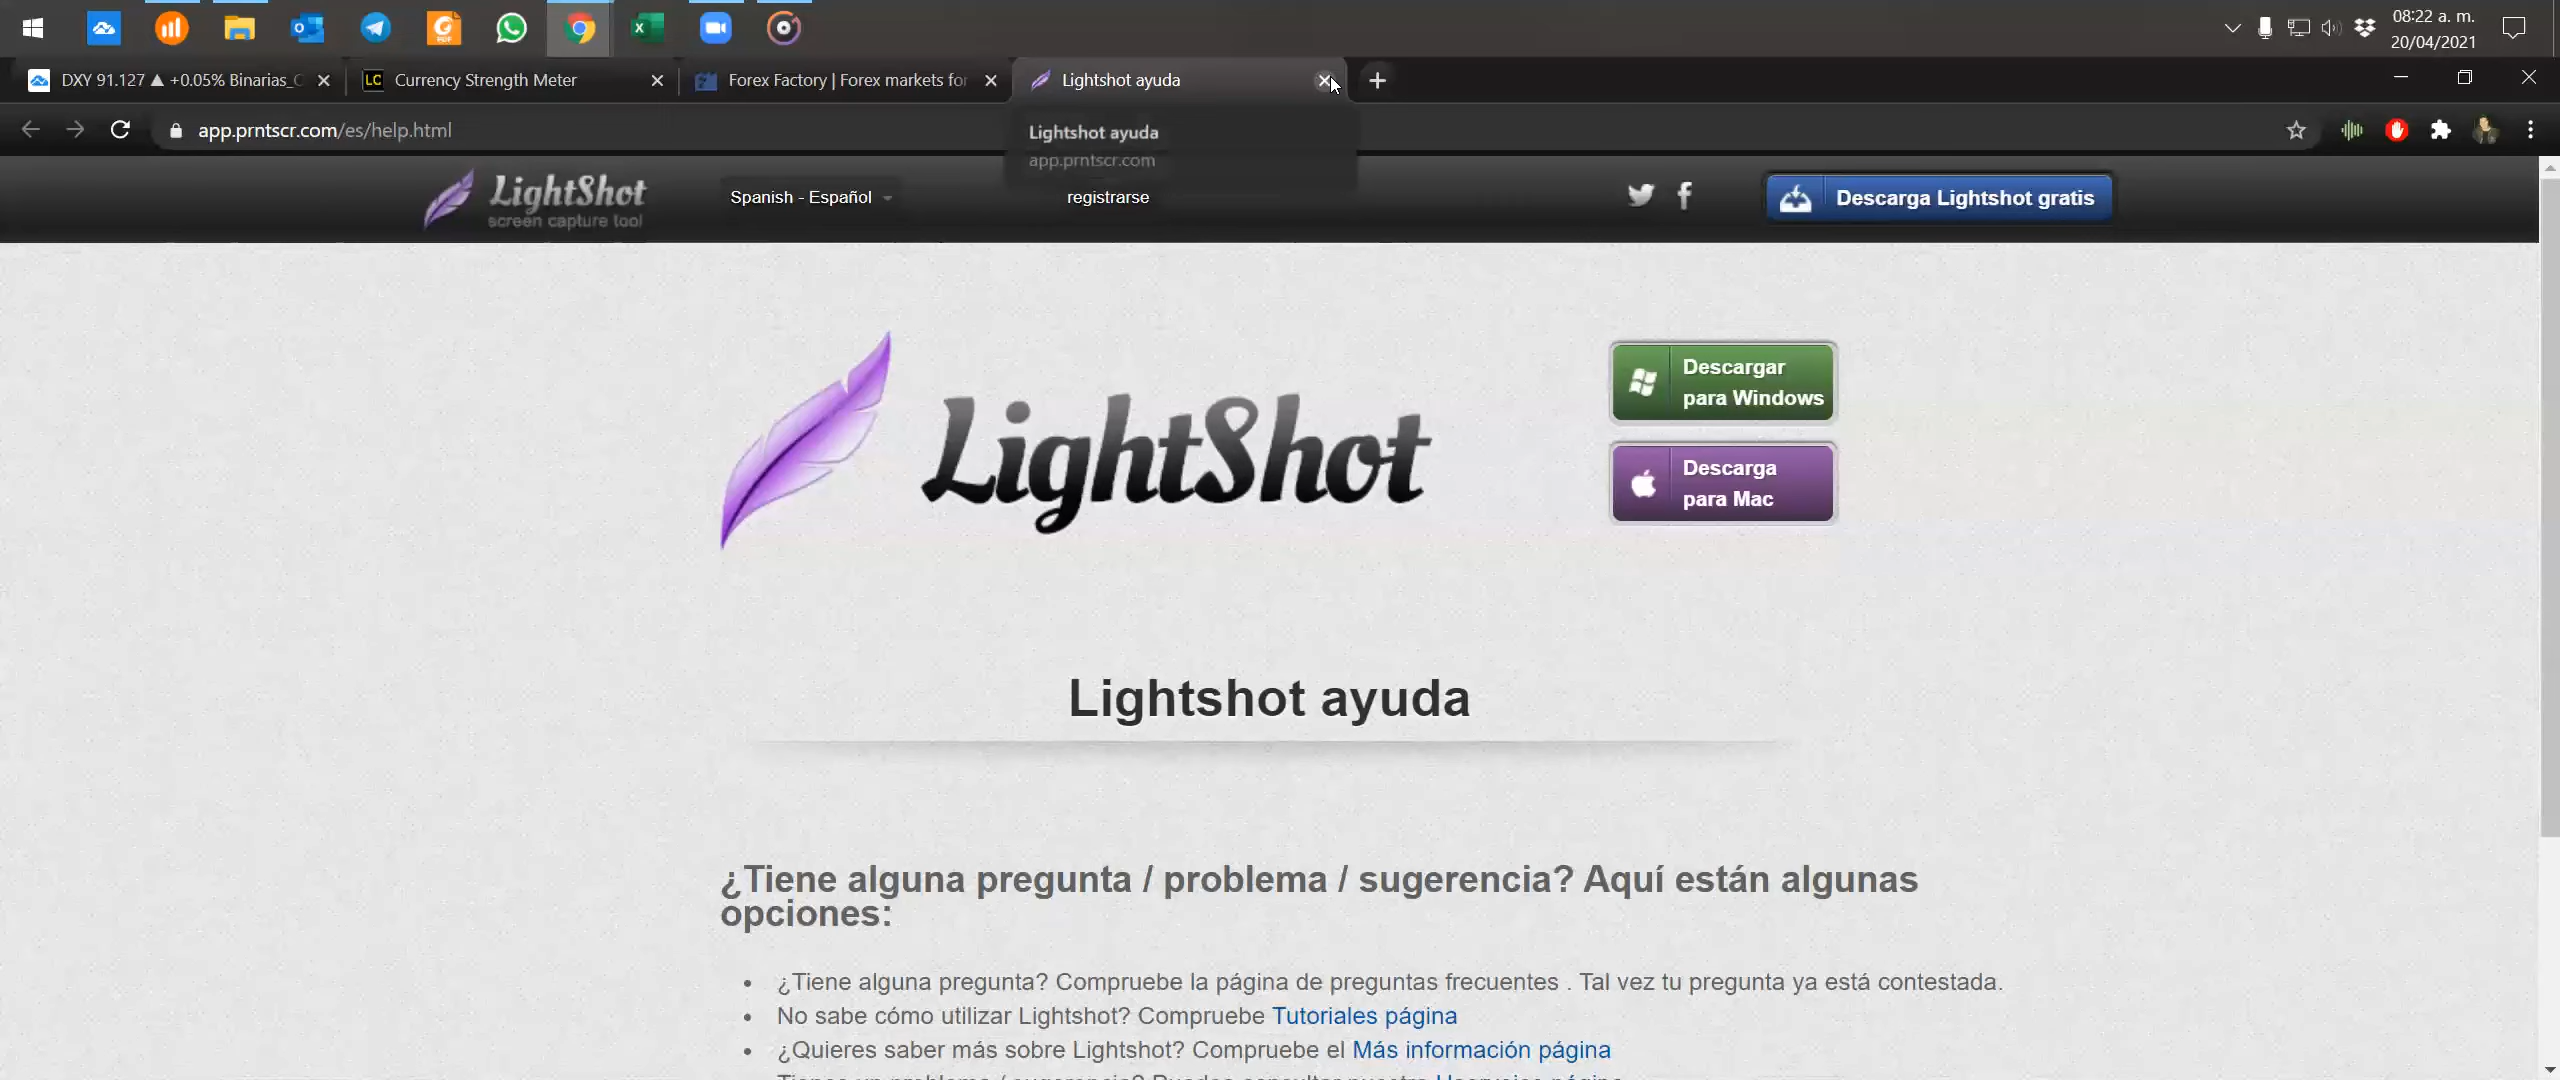 08:22 a. m.
20/04/2021
DXY 91.127 ▲ +0.05% Binarias_
Currency Strength Meter
Forex Factory | Forex markets for
Lightshot ayuda
app.prntscr.com/es/help.html
Lightshot ayuda
app.prntscr.com
LightShot
screen capture tool
Spanish - Español
registrarse
Descarga Lightshot gratis
LightShot
Descargar
para Windows
Descarga
para Mac
Lightshot ayuda
¿Tiene alguna pregunta / problema / sugerencia? Aquí están algunas
opciones:
¿Tiene alguna pregunta? Compruebe la página de preguntas frecuentes . Tal vez tu pregunta ya está contestada.
No sabe cómo utilizar Lightshot? Compruebe Tutoriales página
¿Quieres saber más sobre Lightshot? Compruebe el Más información página